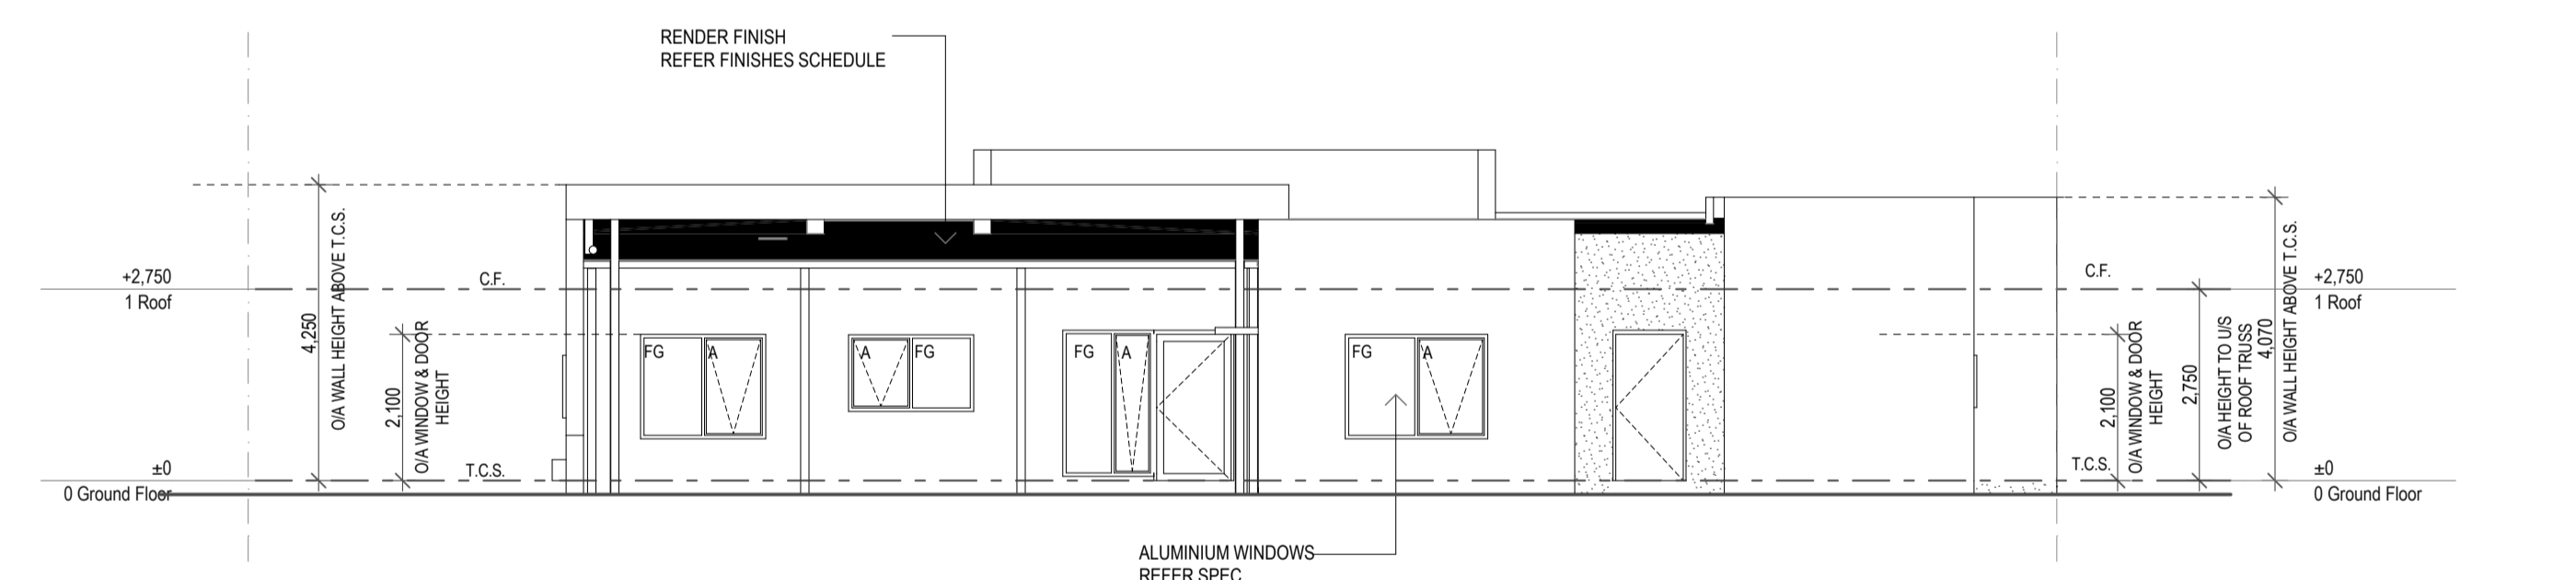 RENDER FINISH
REFER FINISHES SCHEDULE
+2,750
1 Roof
±0
0 Ground Floor
4,250
O/A WALL HEIGHT ABOVE T.C.S.
2,100
O/A WINDOW & DOOR
HEIGHT
C.F.
T.C.S.
FG
A
A
FG
FG
A
FG
A
ALUMINIUM WINDOWS
REFER SPEC
C.F.
T.C.S.
2,100
O/A WINDOW & DOOR
HEIGHT
2,750
O/A HEIGHT TO U/S
OF ROOF TRUSS
4,070
O/A WALL HEIGHT ABOVE T.C.S.
+2,750
1 Roof
±0
0 Ground Floor